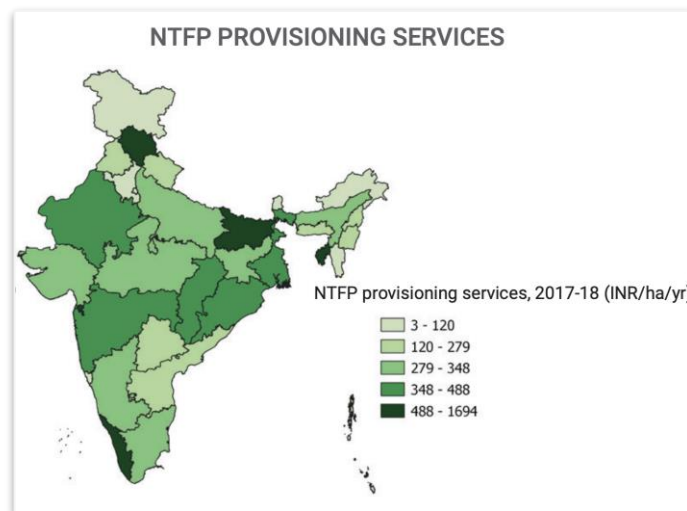 NTFP PROVISIONING SERVICES
NTFP provisioning services, 2017-18 (INR/ha/yr)
3 - 120
120 - 279
279 - 348
348 - 488
488 - 1694